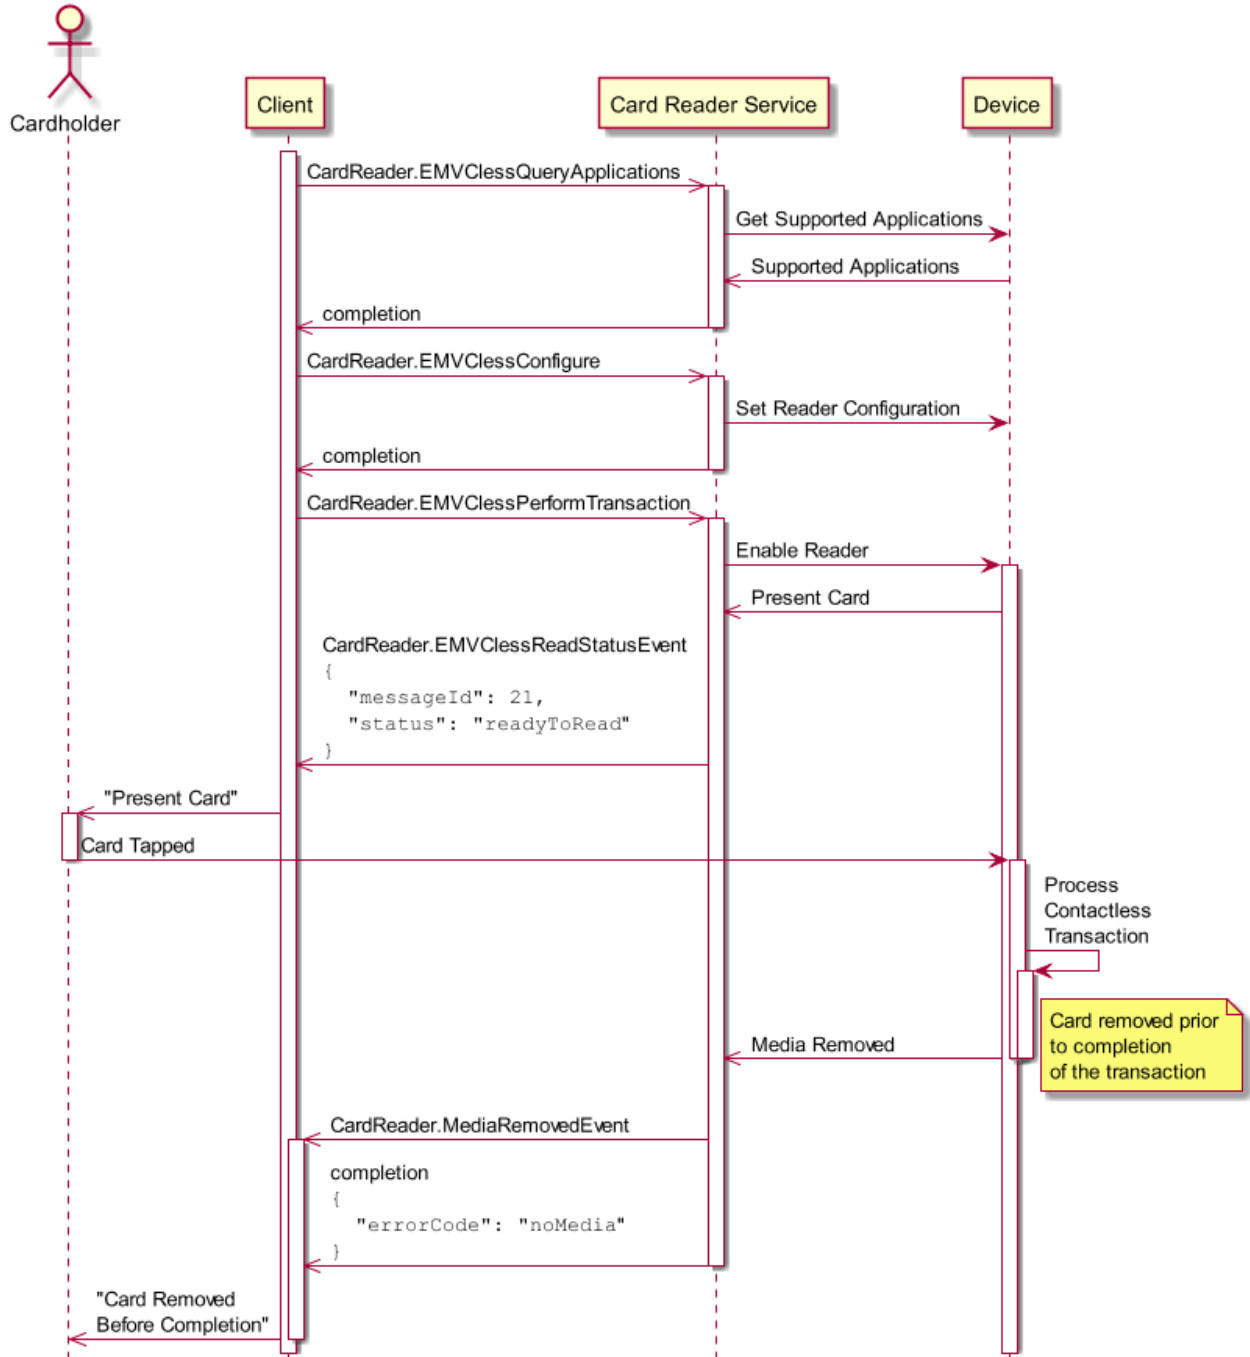 Cardholder
Client
Card Reader Service
Device
CardReader.EMVClessQueryApplications
Get Supported Applications
Supported Applications
completion
CardReader.EMVClessConfigure
Set Reader Configuration
completion
CardReader.EMVClessPerformTransaction
Enable Reader
Present Card
CardReader.EMVClessReadStatusEvent
{
"messageId": 21,
"status": "readyToRead"
}
"Present Card"
Card Tapped
Process
Contactless
Transaction
Card removed prior
to completion
of the transaction
Media Removed
CardReader.MediaRemovedEvent
completion
{
"errorCode": "noMedia"
}
"Card Removed
Before Completion"